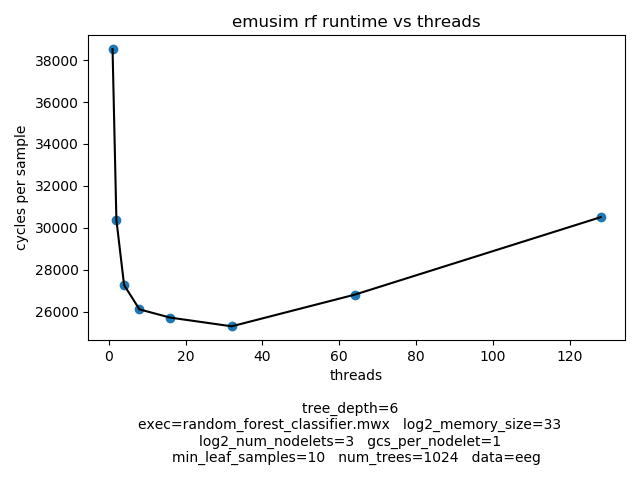 emusim rf runtime vs threads
38000
36000
34000
32000
30000
28000
26000
cycles per sample
0 20 40 60 80 100 120
threads
tree_depth=6
exec=random_forest_classifier.mwx log2_memory_size=33
log2_num_nodelets=3 gcs_per_nodelet=1
min_leaf_samples=10 num_trees=1024 data=eeg